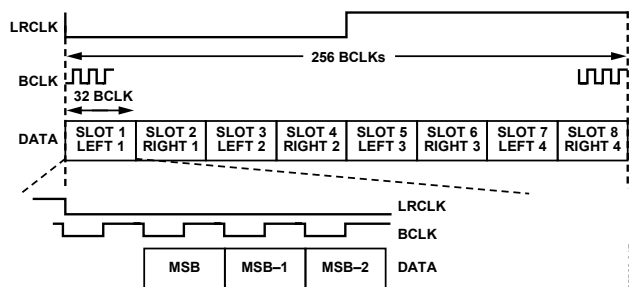 LRCLK
256 BCLKs
BCLK
32 BCLK
DATA
SLOT 1 LEFT 1
SLOT 2 RIGHT 1
SLOT 3 LEFT 2
SLOT 4 RIGHT 2
SLOT 5 LEFT 3
SLOT 6 RIGHT 3
SLOT 7 LEFT 4
SLOT 8 RIGHT 4
LRCLK
BCLK
MSB
MSB–1
MSB–2
DATA